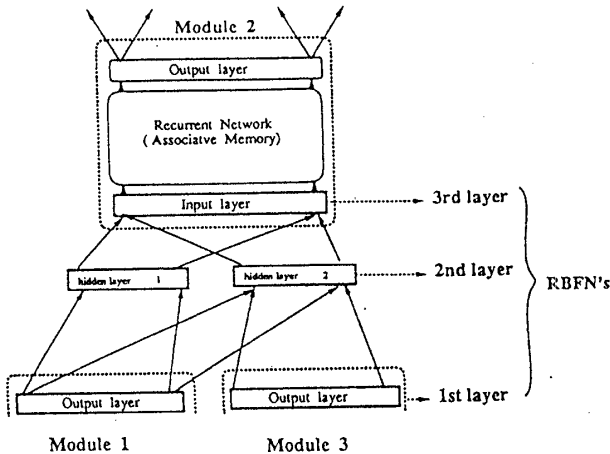 Module 2
Output layer
Recurrent Network
( Associatve Memory)
Input layer
3rd layer
hidden layer 1
hidden layer 2
2nd layer
RBFN's
Output layer
Output layer
1st layer
Module 1
Module 3